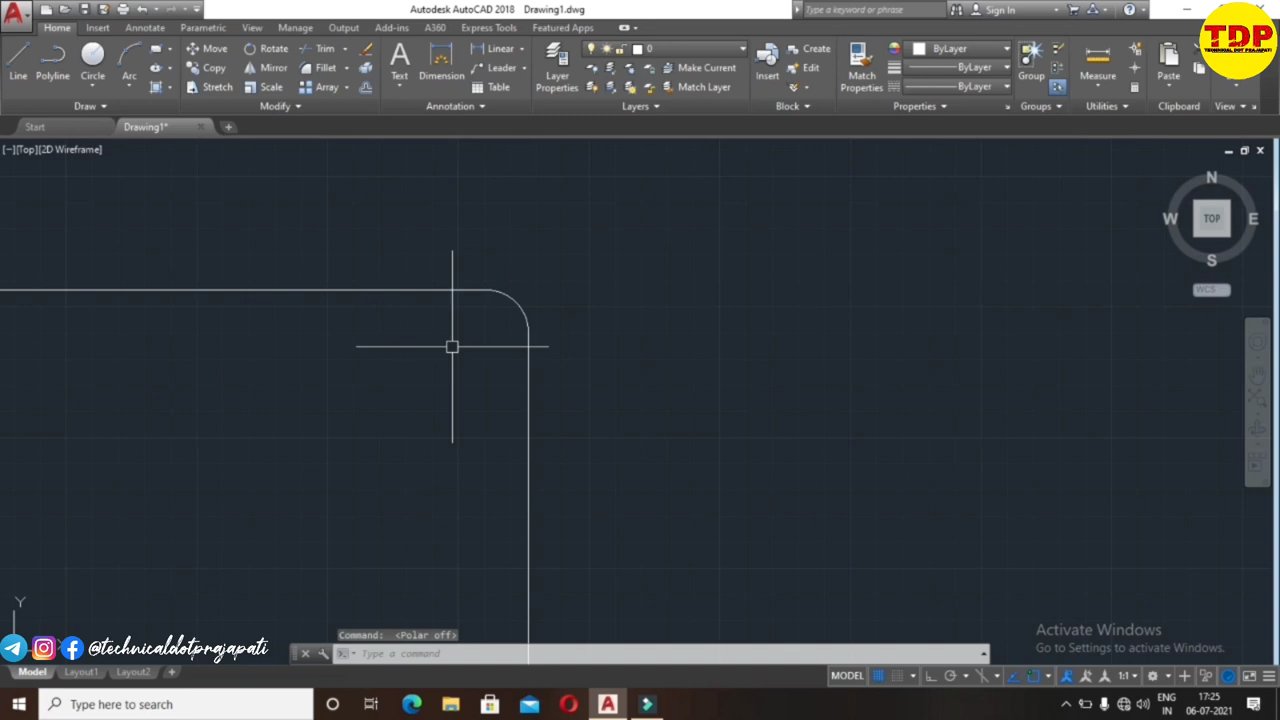 Autodesk AutoCAD 2018 Drawing1.dwg
Type a keyword or phrase
Sign In
TDP
TECHNICAL DOT PRAJAPATI
Home Insert Annotate Parametric View Manage Output Add-ins A360 Express Tools Featured Apps
Move Rotate Trim Linear 0 Create ByLayer
Copy Mirror Fillet Leader Make Current Edit ByLayer
Stretch Scale Array Table Match Layer ByLayer
Line Polyline Circle Arc Text Dimension Layer Properties Insert Match Properties Group Measure Paste
Draw Modify Annotation Layers Block Properties Groups Utilities Clipboard View
Start Drawing1*
[−][Top][2D Wireframe]
N
W TOP E
S
WCS
Y
Command: <Polar off>
Type a command
Activate Windows
Go to Settings to activate Windows.
@technicaldotprajapati
Model Layout1 Layout2
MODEL 1:1
Type here to search
ENG
IN
17:25
06-07-2021